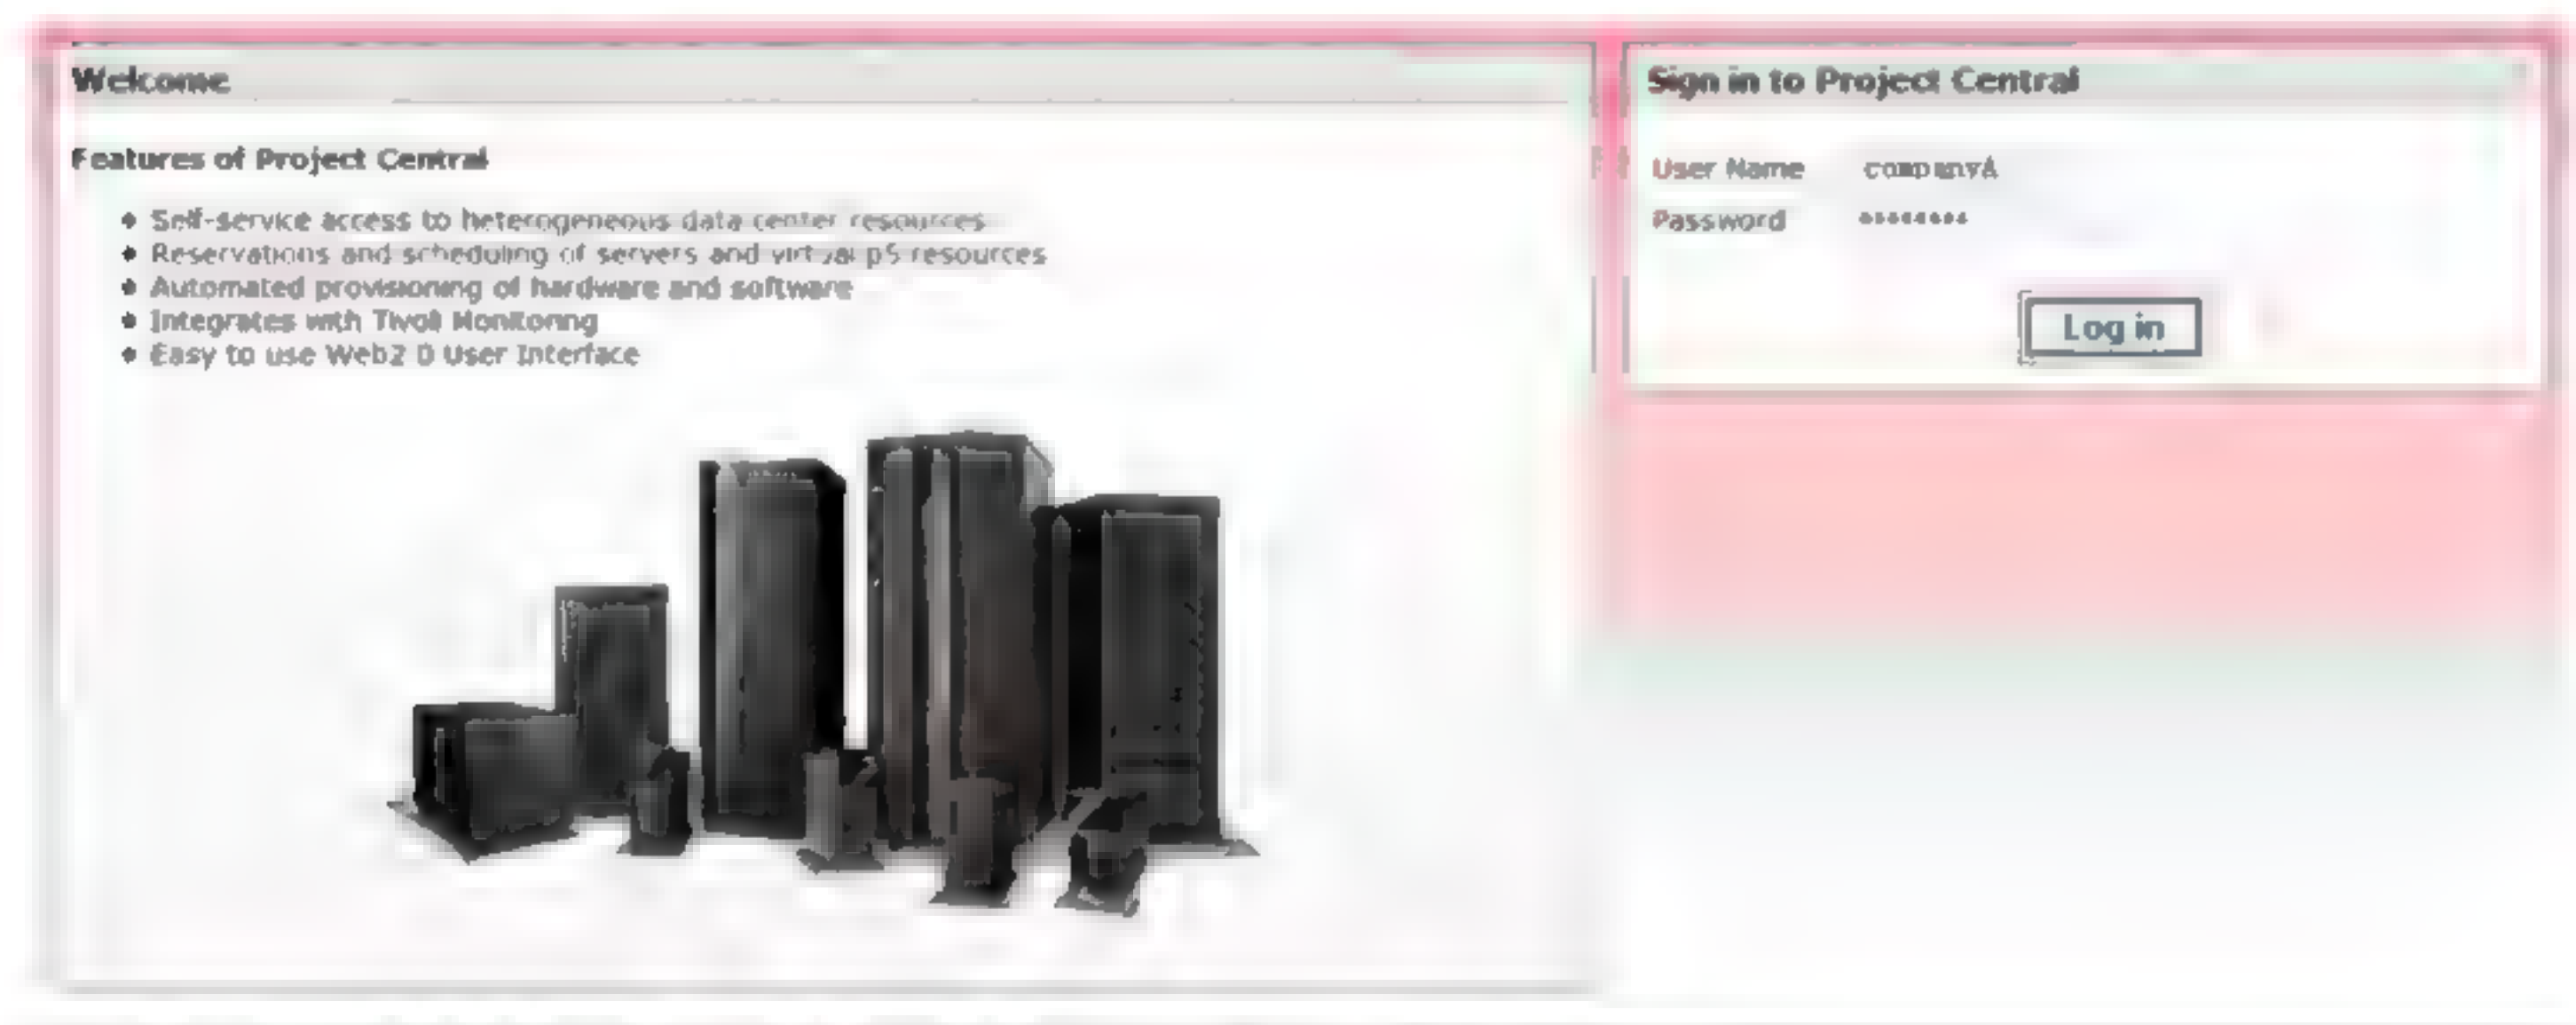 Welcome
Features of Project Central
Self-service access to heterogeneous data center resources
Reservations and scheduling of servers and virtual p5 resources
Automated provisioning of hardware and software
Integrates with Tivoli Monitoring
Easy to use Web2 0 User Interface
Sign in to Project Central
User Name companyA
Password ********
Log in